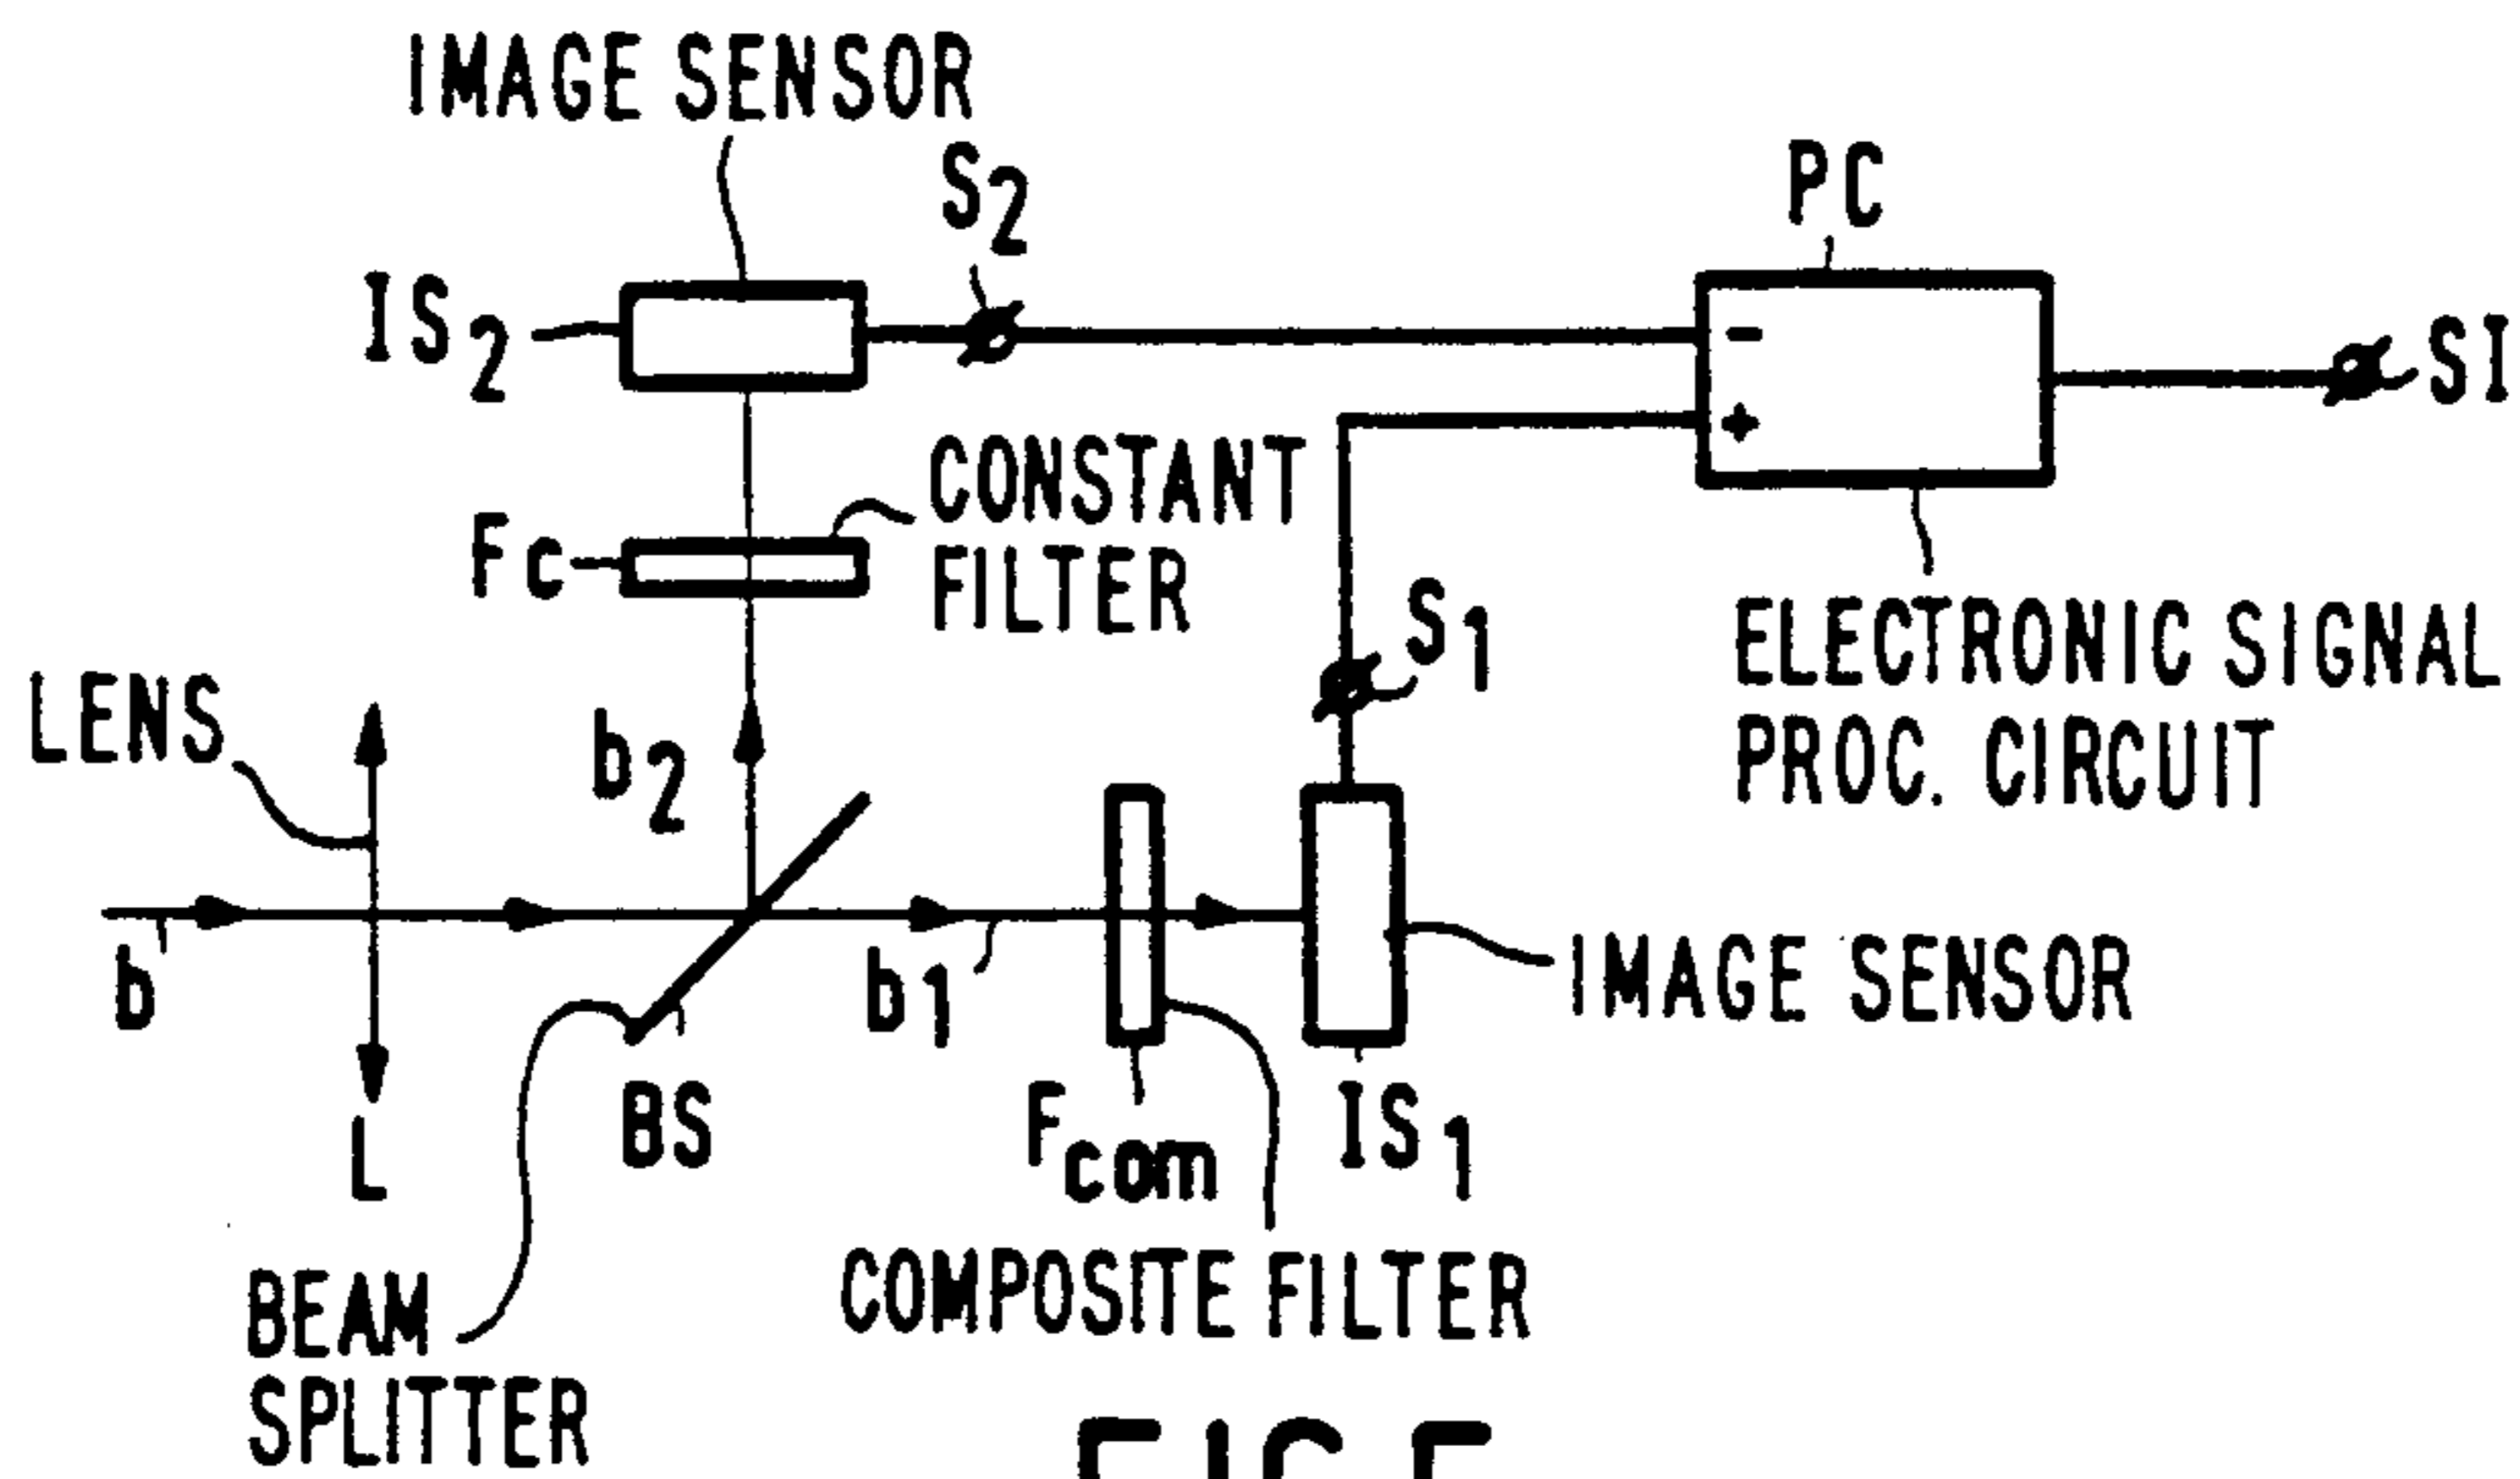 IMAGE SENSOR
S2
PC
IS2
-
SI
+
CONSTANT
FILTER
Fc
S1
ELECTRONIC SIGNAL
PROC. CIRCUIT
LENS
b2
b
b1
IMAGE SENSOR
L
BS
Fcom
IS1
COMPOSITE FILTER
BEAM
SPLITTER